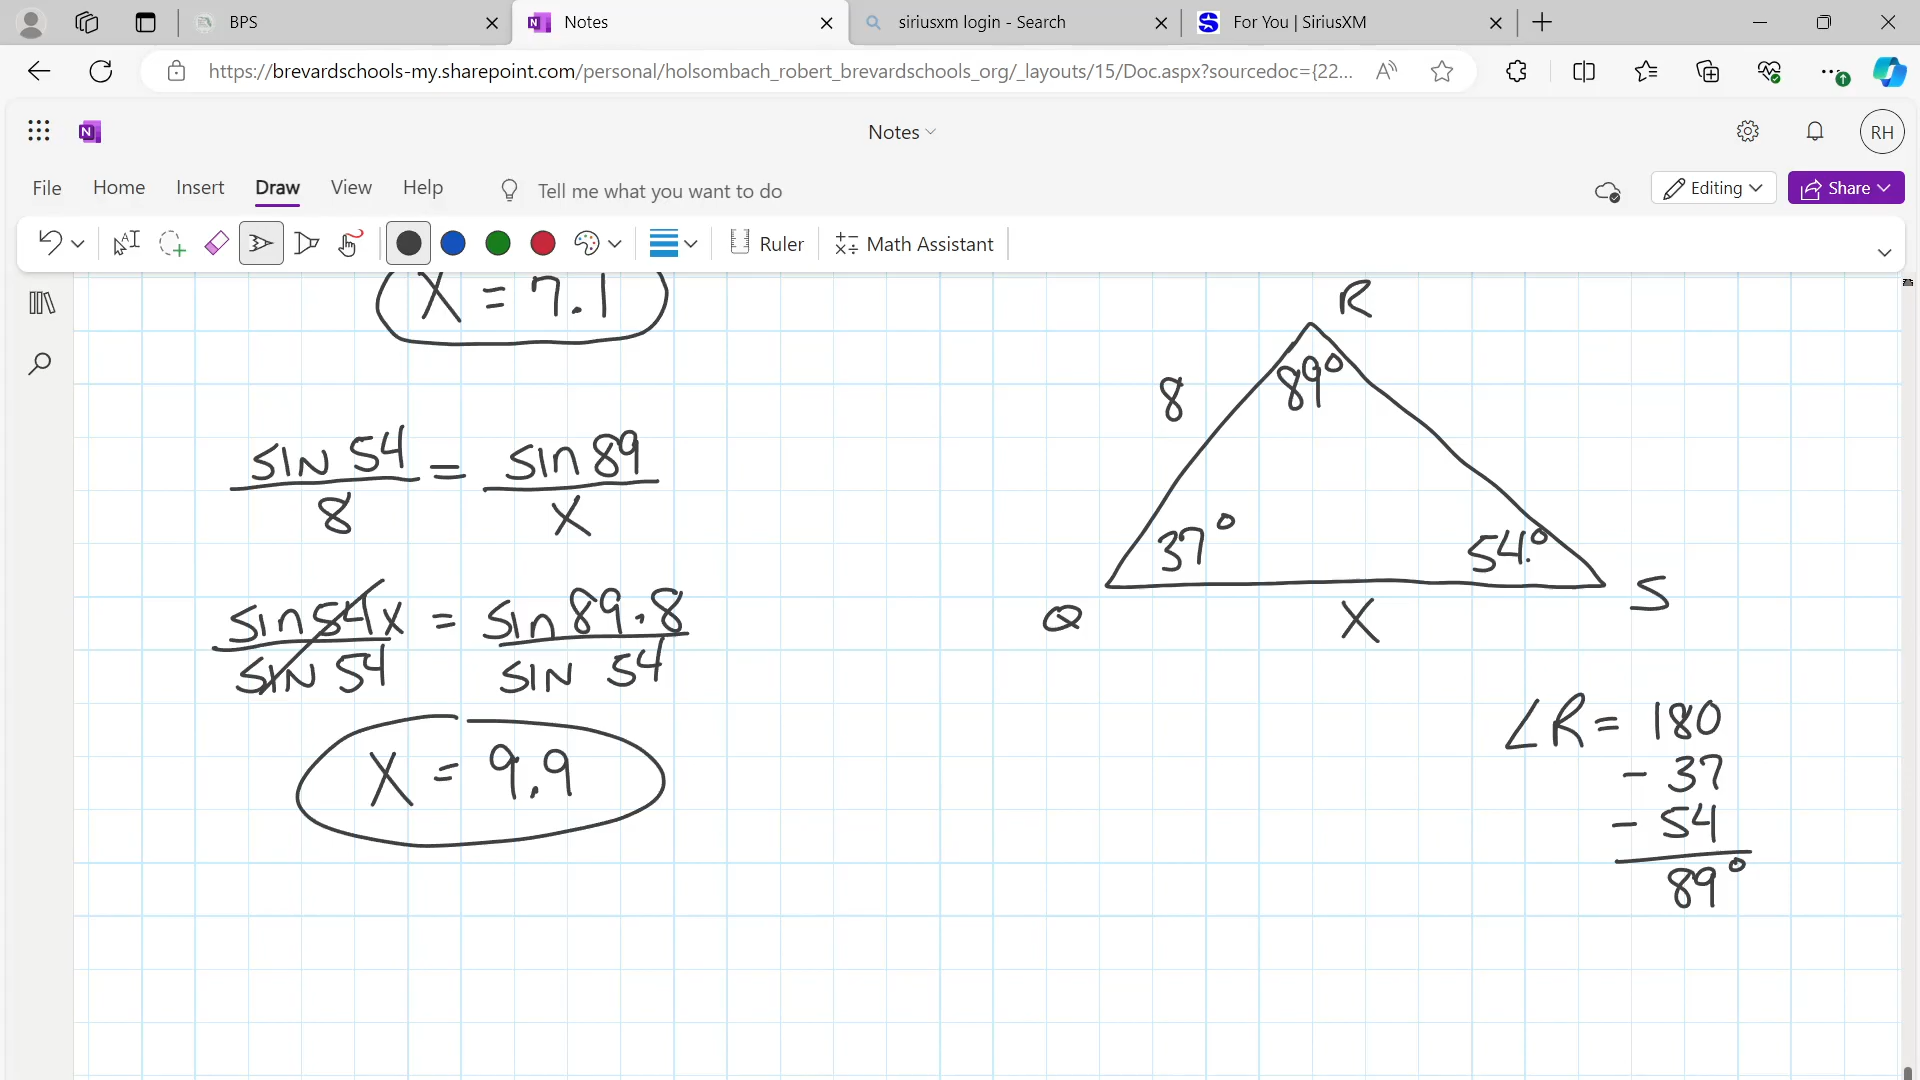 BPS
Notes
siriusxm login - Search
For You | SiriusXM
https://brevardschools-my.sharepoint.com/personal/holsombach_robert_brevardschools_org/_layouts/15/Doc.aspx?sourcedoc={22...
Notes
RH
File Home Insert Draw View Help Tell me what you want to do
Editing Share
Ruler Math Assistant
X = 7.1
sin 54 / 8 = sin 89 / X
sin 54 x / sin 54 = sin 89 . 8 / sin 54
X = 9.9
R
8
89°
37°
54°
Q
X
S
∠R = 180
- 37
- 54
89°